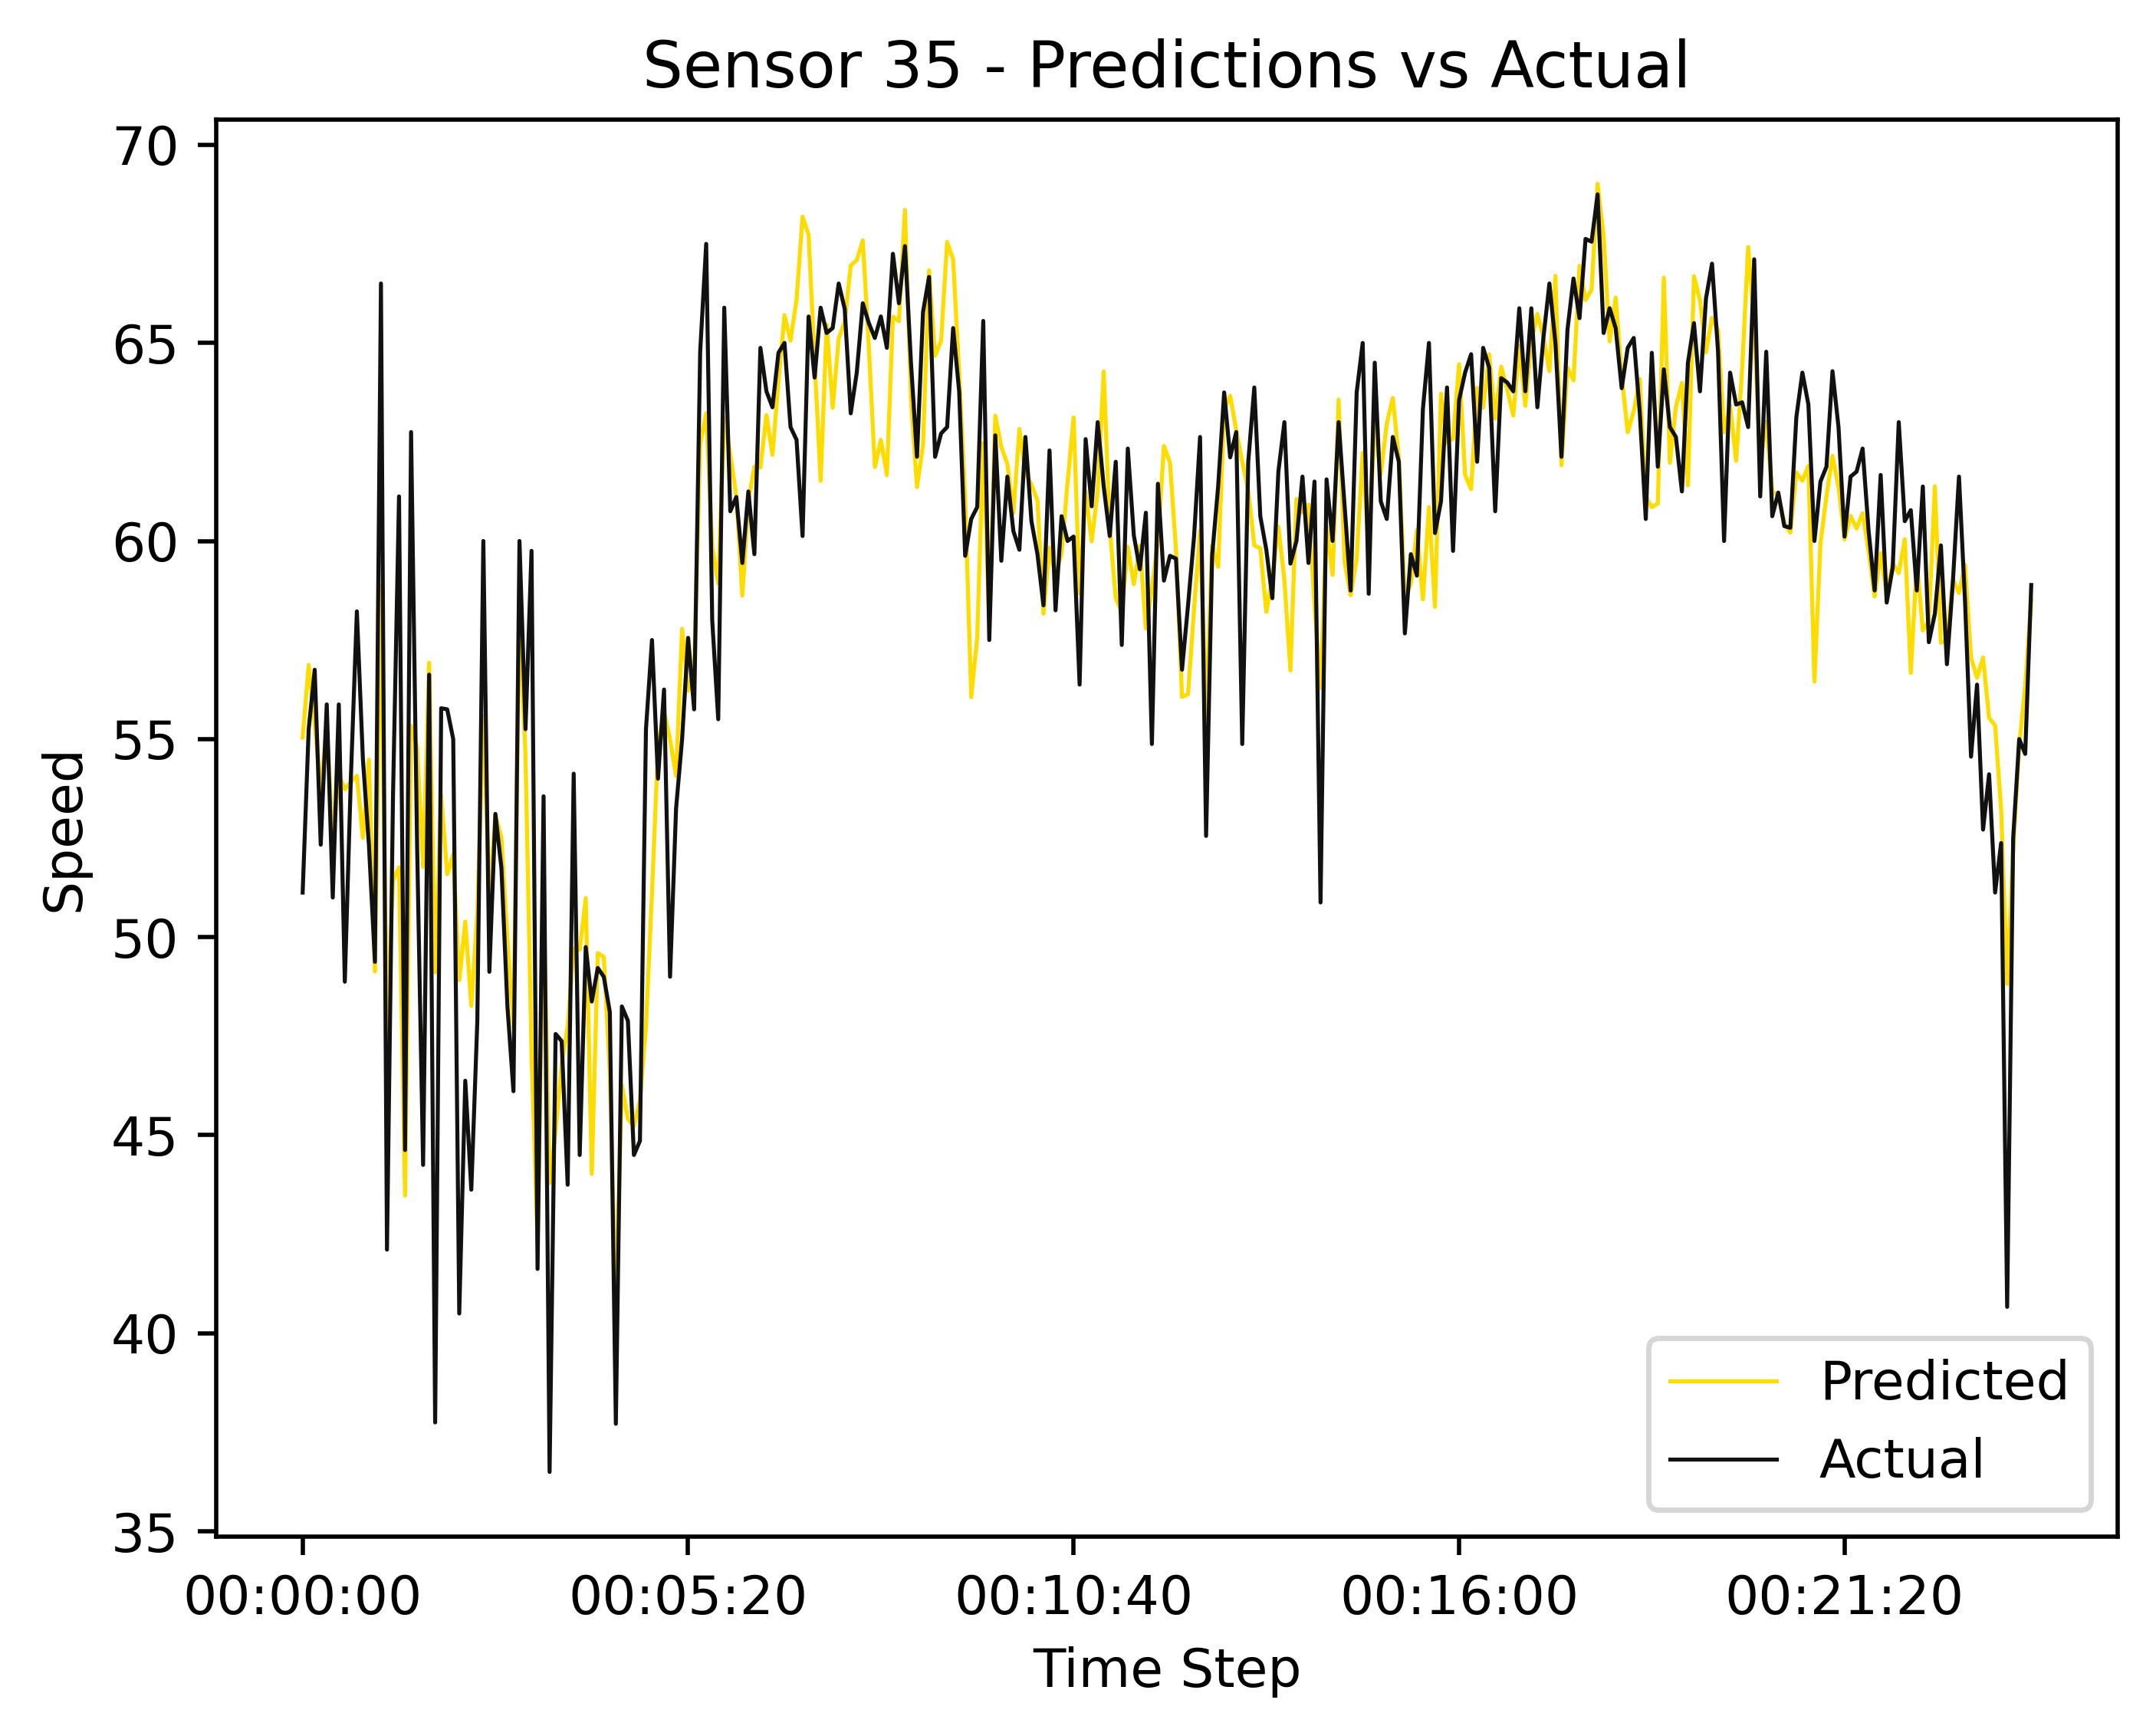 Sensor 35 - Predictions vs Actual
70
65
60
55
50
45
40
35
Speed
Predicted
Actual
00:00:00 00:05:20 00:10:40 00:16:00 00:21:20
Time Step